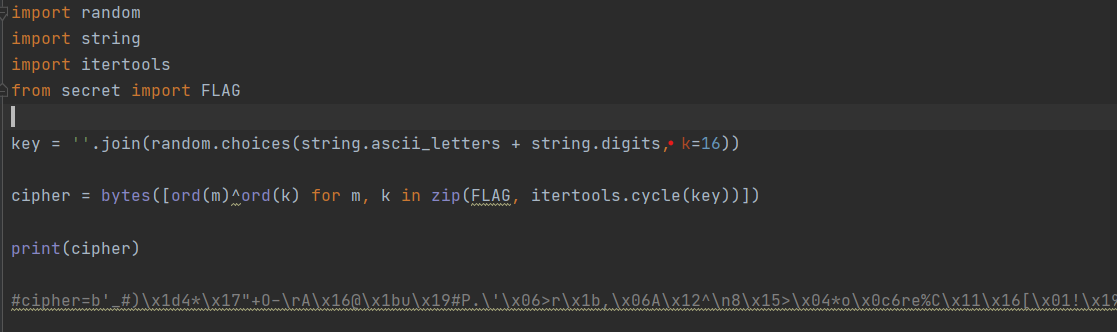 import random
import string
import itertools
from secret import FLAG
key = ''.join(random.choices(string.ascii_letters + string.digits, k=16))
cipher = bytes([ord(m)^ord(k) for m, k in zip(FLAG, itertools.cycle(key))])
print(cipher)
#cipher=b'_#)\x1d4*\x17"+O-\rA\x16@\x1bu\x19#P.\'\x06>r\x1b,\x06A\x12^\n8\x15>\x04*o\x0c6re%C\x11\x16[\x01!\x19